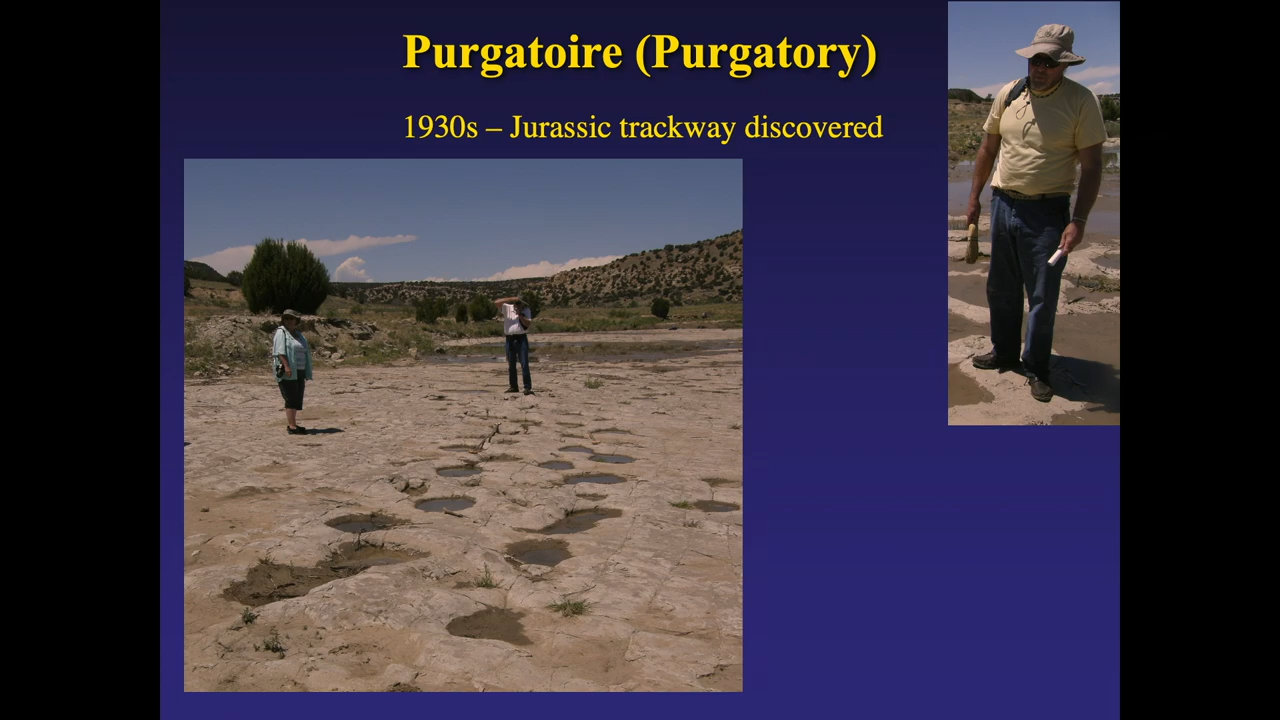 Purgatoire (Purgatory)
1930s – Jurassic trackway discovered